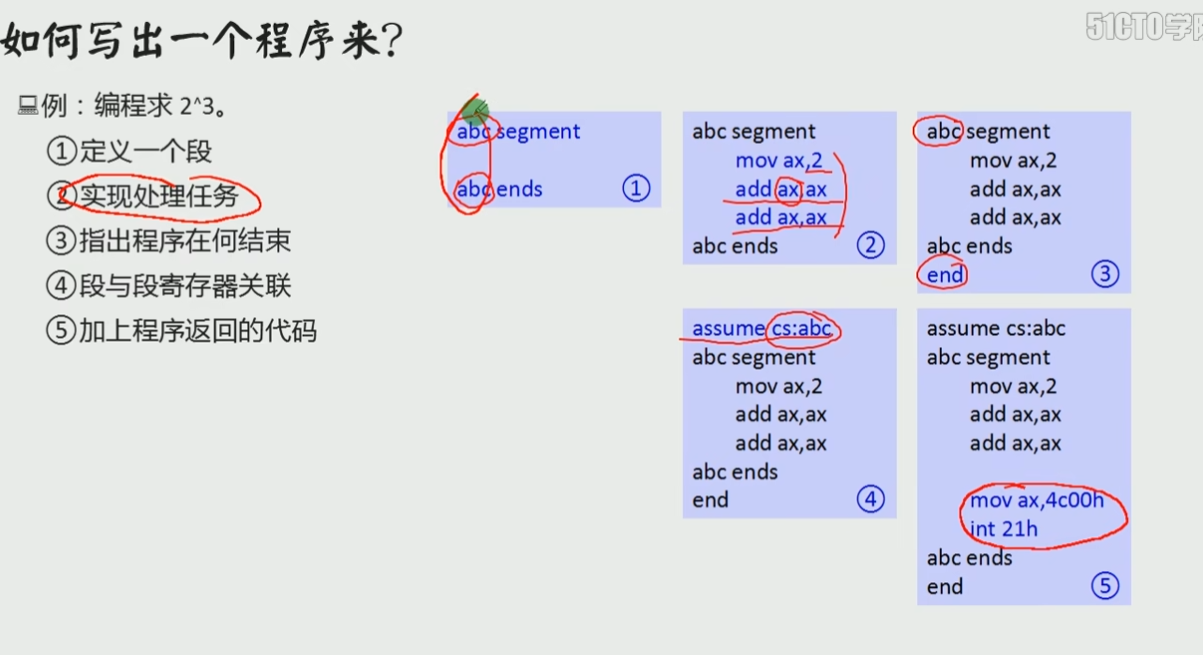 51CTO学院
如何写出一个程序来?
例：编程求 2^3。
①定义一个段
②实现处理任务
③指出程序在何结束
④段与段寄存器关联
⑤加上程序返回的代码
abc segment
abc ends ①
abc segment
mov ax,2
add ax,ax
add ax,ax
abc ends ②
abc segment
mov ax,2
add ax,ax
add ax,ax
abc ends
end ③
assume cs:abc
abc segment
mov ax,2
add ax,ax
add ax,ax
abc ends
end ④
assume cs:abc
abc segment
mov ax,2
add ax,ax
add ax,ax
mov ax,4c00h
int 21h
abc ends
end ⑤